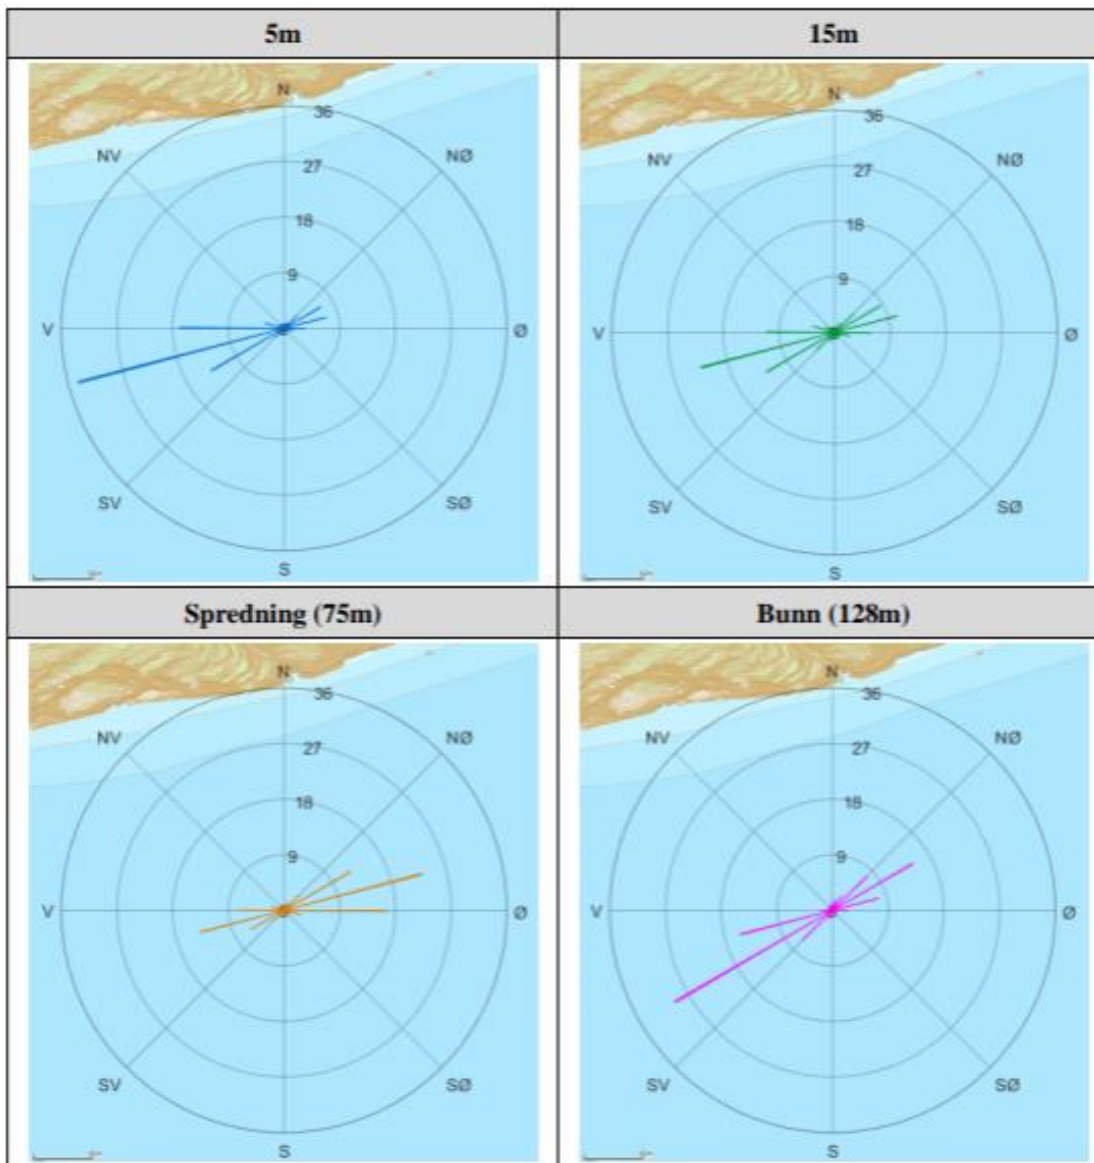 5m
15m
N
36
NV
NØ
27
18
9
V
Ø
SV
SØ
S
N
36
NV
NØ
27
18
9
V
Ø
SV
SØ
S
Spredning (75m)
Bunn (128m)
N
36
NV
NØ
27
18
9
V
Ø
SV
SØ
S
N
36
NV
NØ
27
18
9
V
Ø
SV
SØ
S